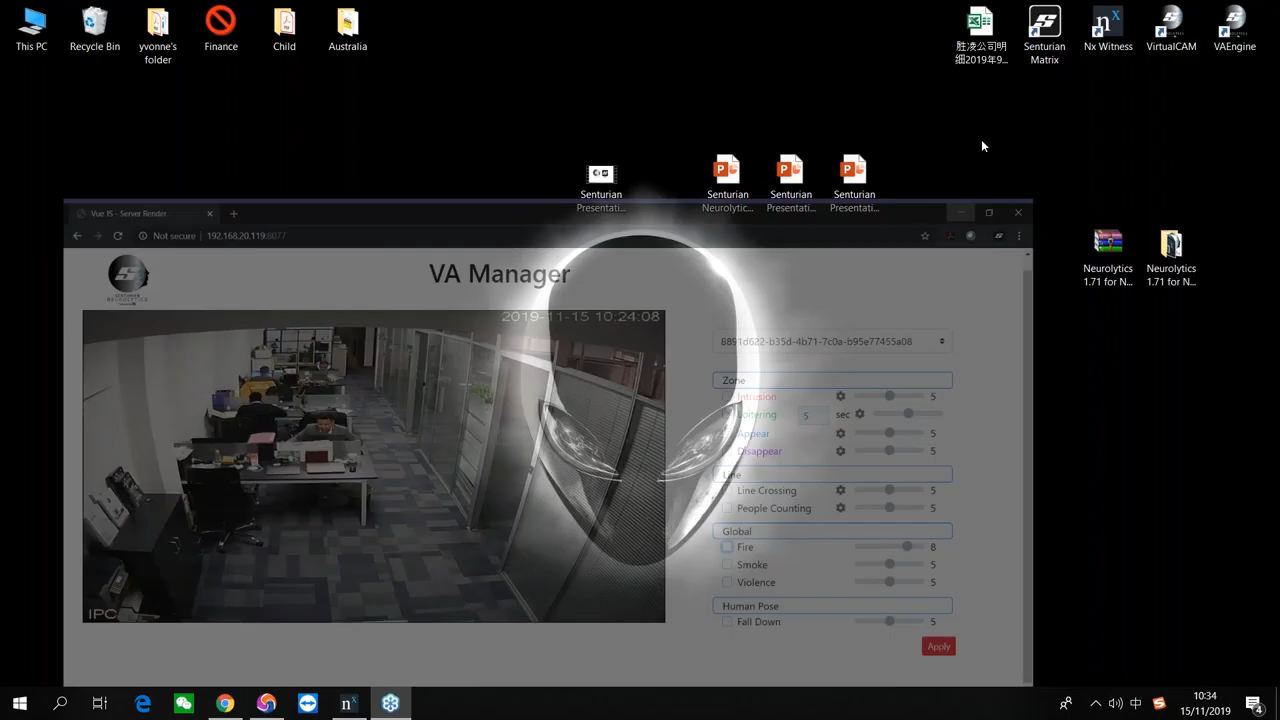 This PC
Recycle Bin
yvonne's
folder
Finance
Child
Australia
胜凌公司明
细2019年9...
Senturian
Matrix
Nx Witness
VirtualCAM
VAEngine
Senturian
Presentati...
Senturian
Neurolytic...
Senturian
Presentati...
Senturian
Presentati...
Neurolytics
1.71 for N...
Neurolytics
1.71 for N...
Vue JS - Server Render
Not secure
192.168.20.119:8077
VA Manager
2019-11-15 10:24:08
IPC
8891d622-b35d-4b71-7c0a-b95e77455a08
Zone
Intrusion 5
Loitering 5 sec
Appear 5
Disappear 5
Line
Line Crossing 5
People Counting 5
Global
Fire 8
Smoke 5
Violence 5
Human Pose
Fall Down 5
Apply
中
10:34
15/11/2019
4